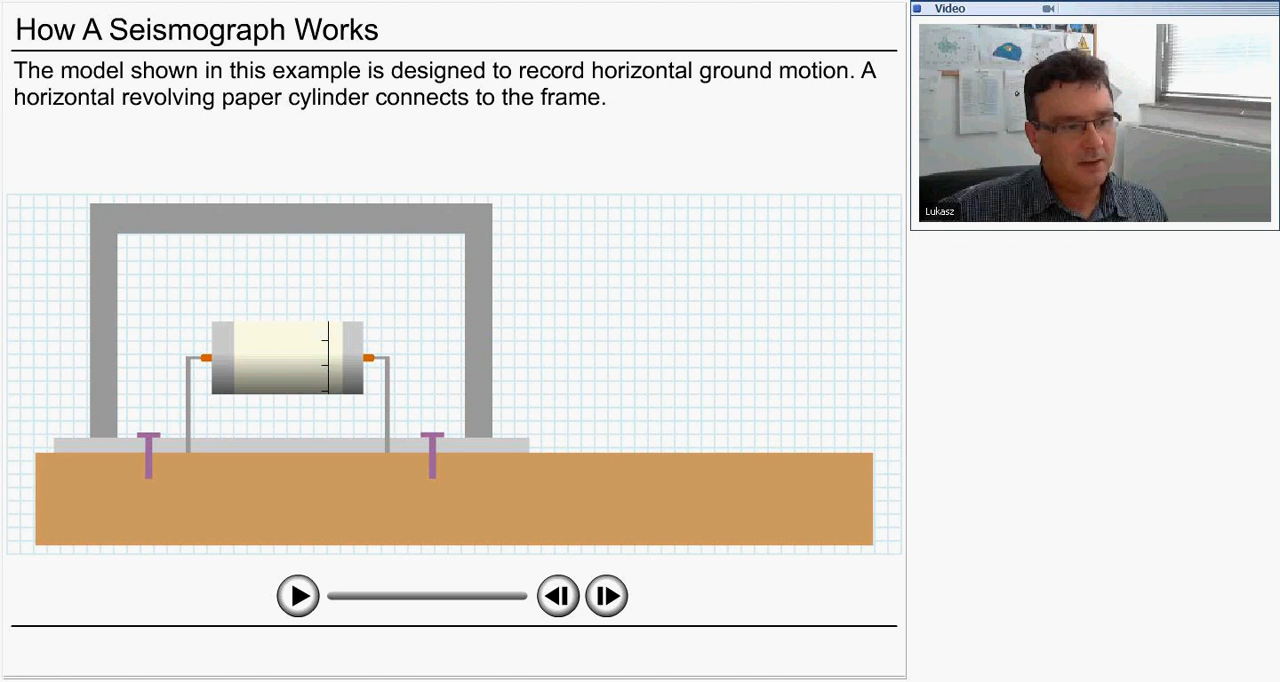 How A Seismograph Works
The model shown in this example is designed to record horizontal ground motion. A
horizontal revolving paper cylinder connects to the frame.
Video
Lukasz